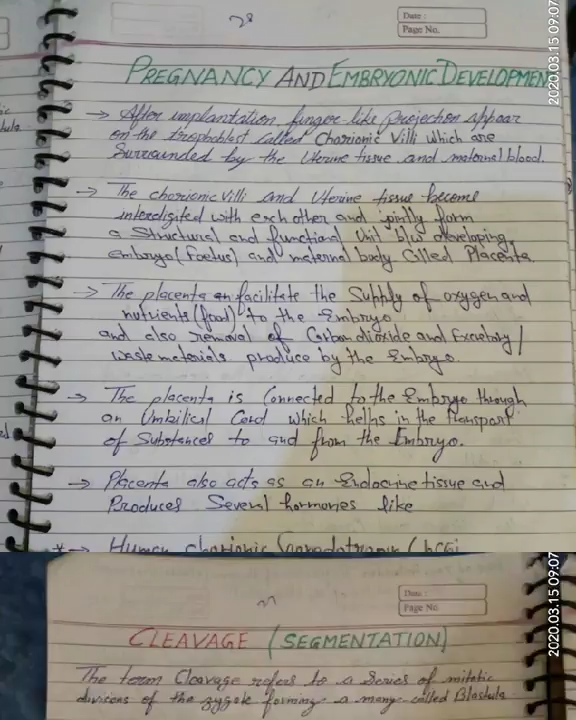 28
Date :
Page No.
2020.03.15 09:07
PREGNANCY AND EMBRYONIC DEVELOPMEN
→ After implantation finger-like Projection appear
on the trophoblast called Chorionic Villi which are
Surrounded by the Uterine tissue and maternal blood.
→ The chorionic villi and Uterine tissue become
interdigited with each other and jointly form
a Structural and functional Unit b/w developing
embryo (Foetus) and maternal body Called Placenta
→ The placenta facilitate the Supply of oxygen and
nutrients (food) to the Embryo
and also removal of Carbondioxide and Excretory/
waste materials produce by the Embryo.
→ The placenta is Connected to the Embryo through
an Umbilical Cord which helps in the transport
of Substances to and from the Embryo.
→ Placenta also acts as an Endocrine tissue and
Produces Several hormones like
*→ Human chorionic Gonadotropin (hCG)
Date :
Page No
2020.03.15 09:07
CLEAVAGE (SEGMENTATION)
The term Cleavage refers to a Series of mitotic
divisions of the zygote forming a many called Blastula